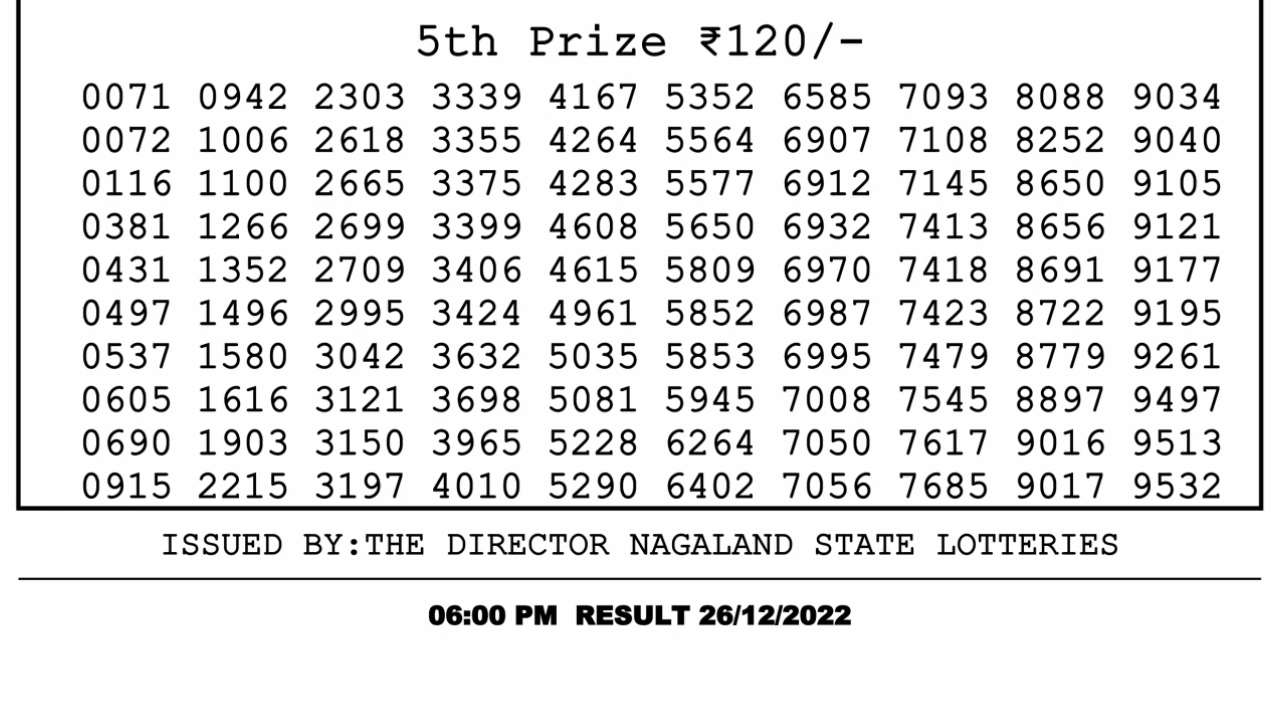 5th Prize ₹120/-
0071 0942 2303 3339 4167 5352 6585 7093 8088 9034
0072 1006 2618 3355 4264 5564 6907 7108 8252 9040
0116 1100 2665 3375 4283 5577 6912 7145 8650 9105
0381 1266 2699 3399 4608 5650 6932 7413 8656 9121
0431 1352 2709 3406 4615 5809 6970 7418 8691 9177
0497 1496 2995 3424 4961 5852 6987 7423 8722 9195
0537 1580 3042 3632 5035 5853 6995 7479 8779 9261
0605 1616 3121 3698 5081 5945 7008 7545 8897 9497
0690 1903 3150 3965 5228 6264 7050 7617 9016 9513
0915 2215 3197 4010 5290 6402 7056 7685 9017 9532
ISSUED BY:THE DIRECTOR NAGALAND STATE LOTTERIES
06:00 PM RESULT 26/12/2022